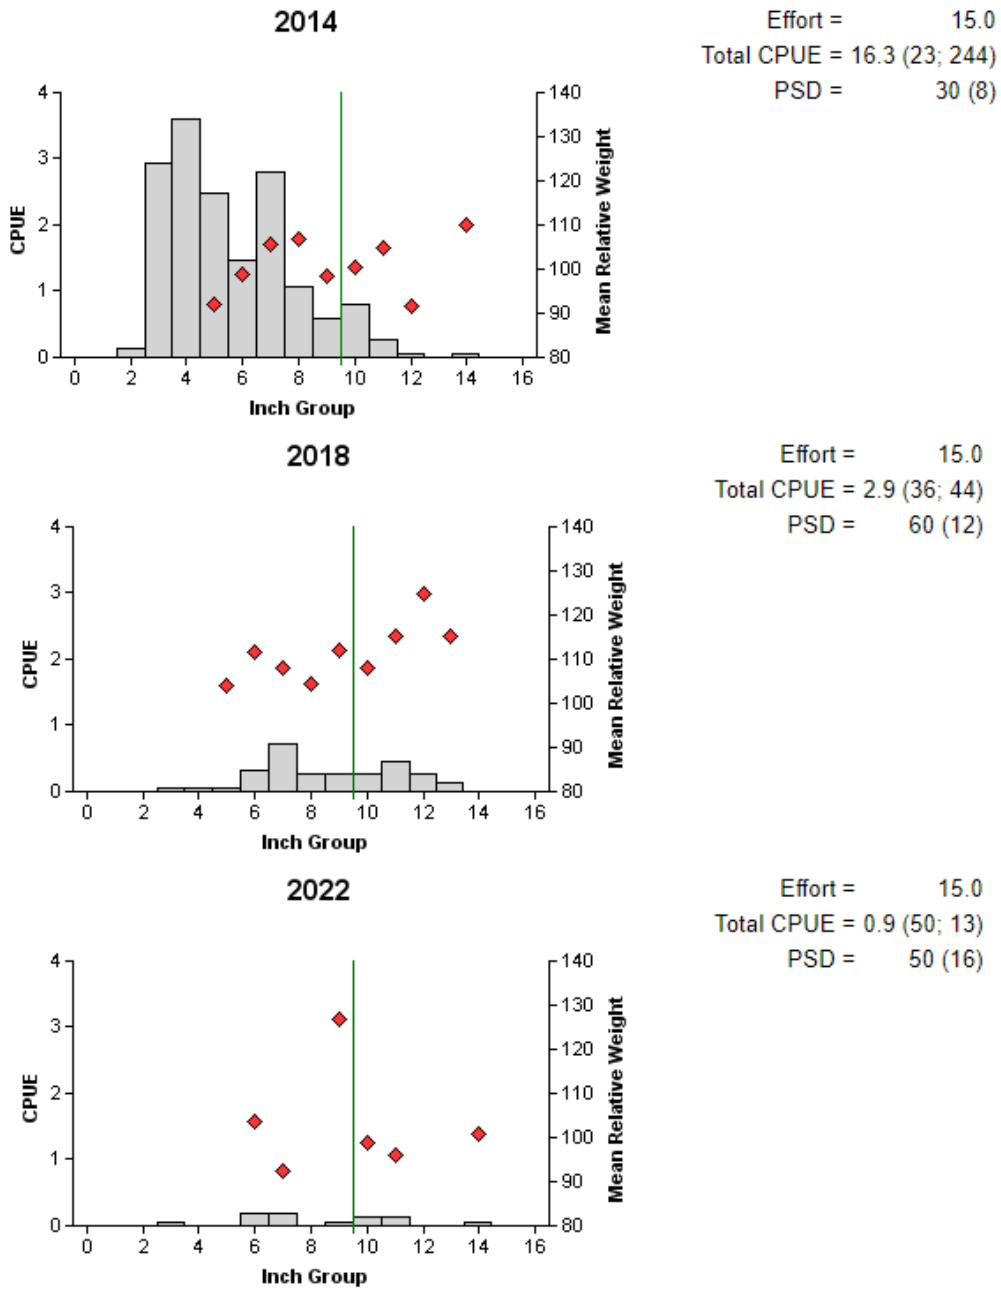 2014
Effort = 15.0
Total CPUE = 16.3 (23; 244)
PSD = 30 (8)
4
3
2
1
0
CPUE
140
130
120
110
100
90
80
Mean Relative Weight
0 2 4 6 8 10 12 14 16
Inch Group
2018
Effort = 15.0
Total CPUE = 2.9 (36; 44)
PSD = 60 (12)
4
3
2
1
0
CPUE
140
130
120
110
100
90
80
Mean Relative Weight
0 2 4 6 8 10 12 14 16
Inch Group
2022
Effort = 15.0
Total CPUE = 0.9 (50; 13)
PSD = 50 (16)
4
3
2
1
0
CPUE
140
130
120
110
100
90
80
Mean Relative Weight
0 2 4 6 8 10 12 14 16
Inch Group